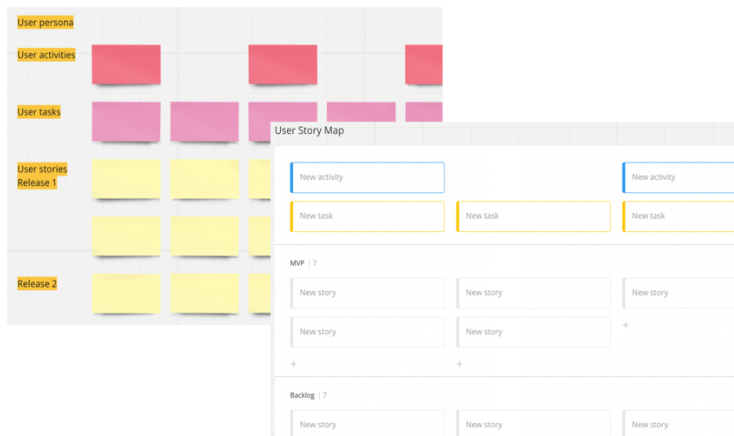 User persona
User activities
User tasks
User stories
Release 1
Release 2
User Story Map
New activity
New activity
New task
New task
New task
MVP 7
New story
New story
New story
New story
New story
+
+
+
Backlog 7
New story
New story
New story